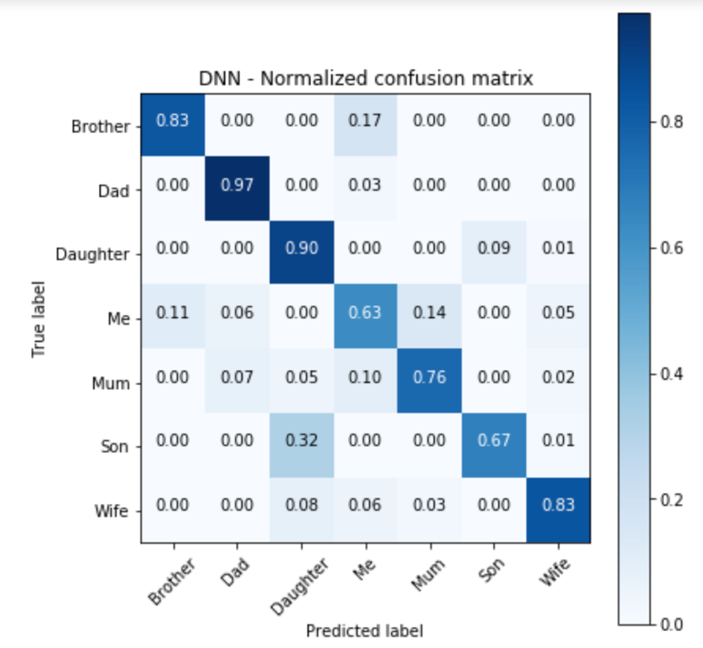 DNN - Normalized confusion matrix
Brother 0.83 0.00 0.00 0.17 0.00 0.00 0.00
Dad 0.00 0.97 0.00 0.03 0.00 0.00 0.00
Daughter 0.00 0.00 0.90 0.00 0.00 0.09 0.01
Me 0.11 0.06 0.00 0.63 0.14 0.00 0.05
Mum 0.00 0.07 0.05 0.10 0.76 0.00 0.02
Son 0.00 0.00 0.32 0.00 0.00 0.67 0.01
Wife 0.00 0.00 0.08 0.06 0.03 0.00 0.83
True label
Brother Dad Daughter Me Mum Son Wife
Predicted label
0.8
0.6
0.4
0.2
0.0